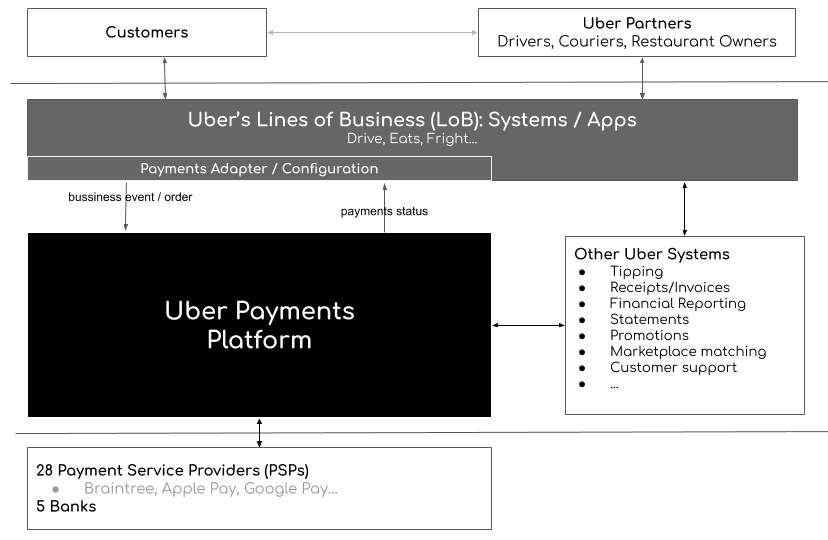 Customers
Uber Partners
Drivers, Couriers, Restaurant Owners
Uber's Lines of Business (LoB): Systems / Apps
Drive, Eats, Fright...
Payments Adapter / Configuration
bussiness event / order
payments status
Uber Payments
Platform
Other Uber Systems
● Tipping
● Receipts/Invoices
● Financial Reporting
● Statements
● Promotions
● Marketplace matching
● Customer support
● ...
28 Payment Service Providers (PSPs)
● Braintree, Apple Pay, Google Pay...
5 Banks